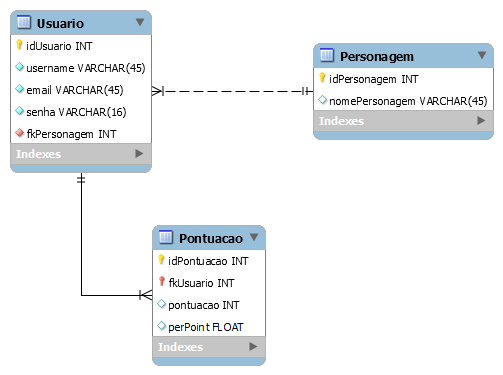 Usuario
idUsuario INT
username VARCHAR(45)
email VARCHAR(45)
senha VARCHAR(16)
fkPersonagem INT
Indexes
Personagem
idPersonagem INT
nomePersonagem VARCHAR(45)
Indexes
Pontuacao
idPontuacao INT
fkUsuario INT
pontuacao INT
perPoint FLOAT
Indexes